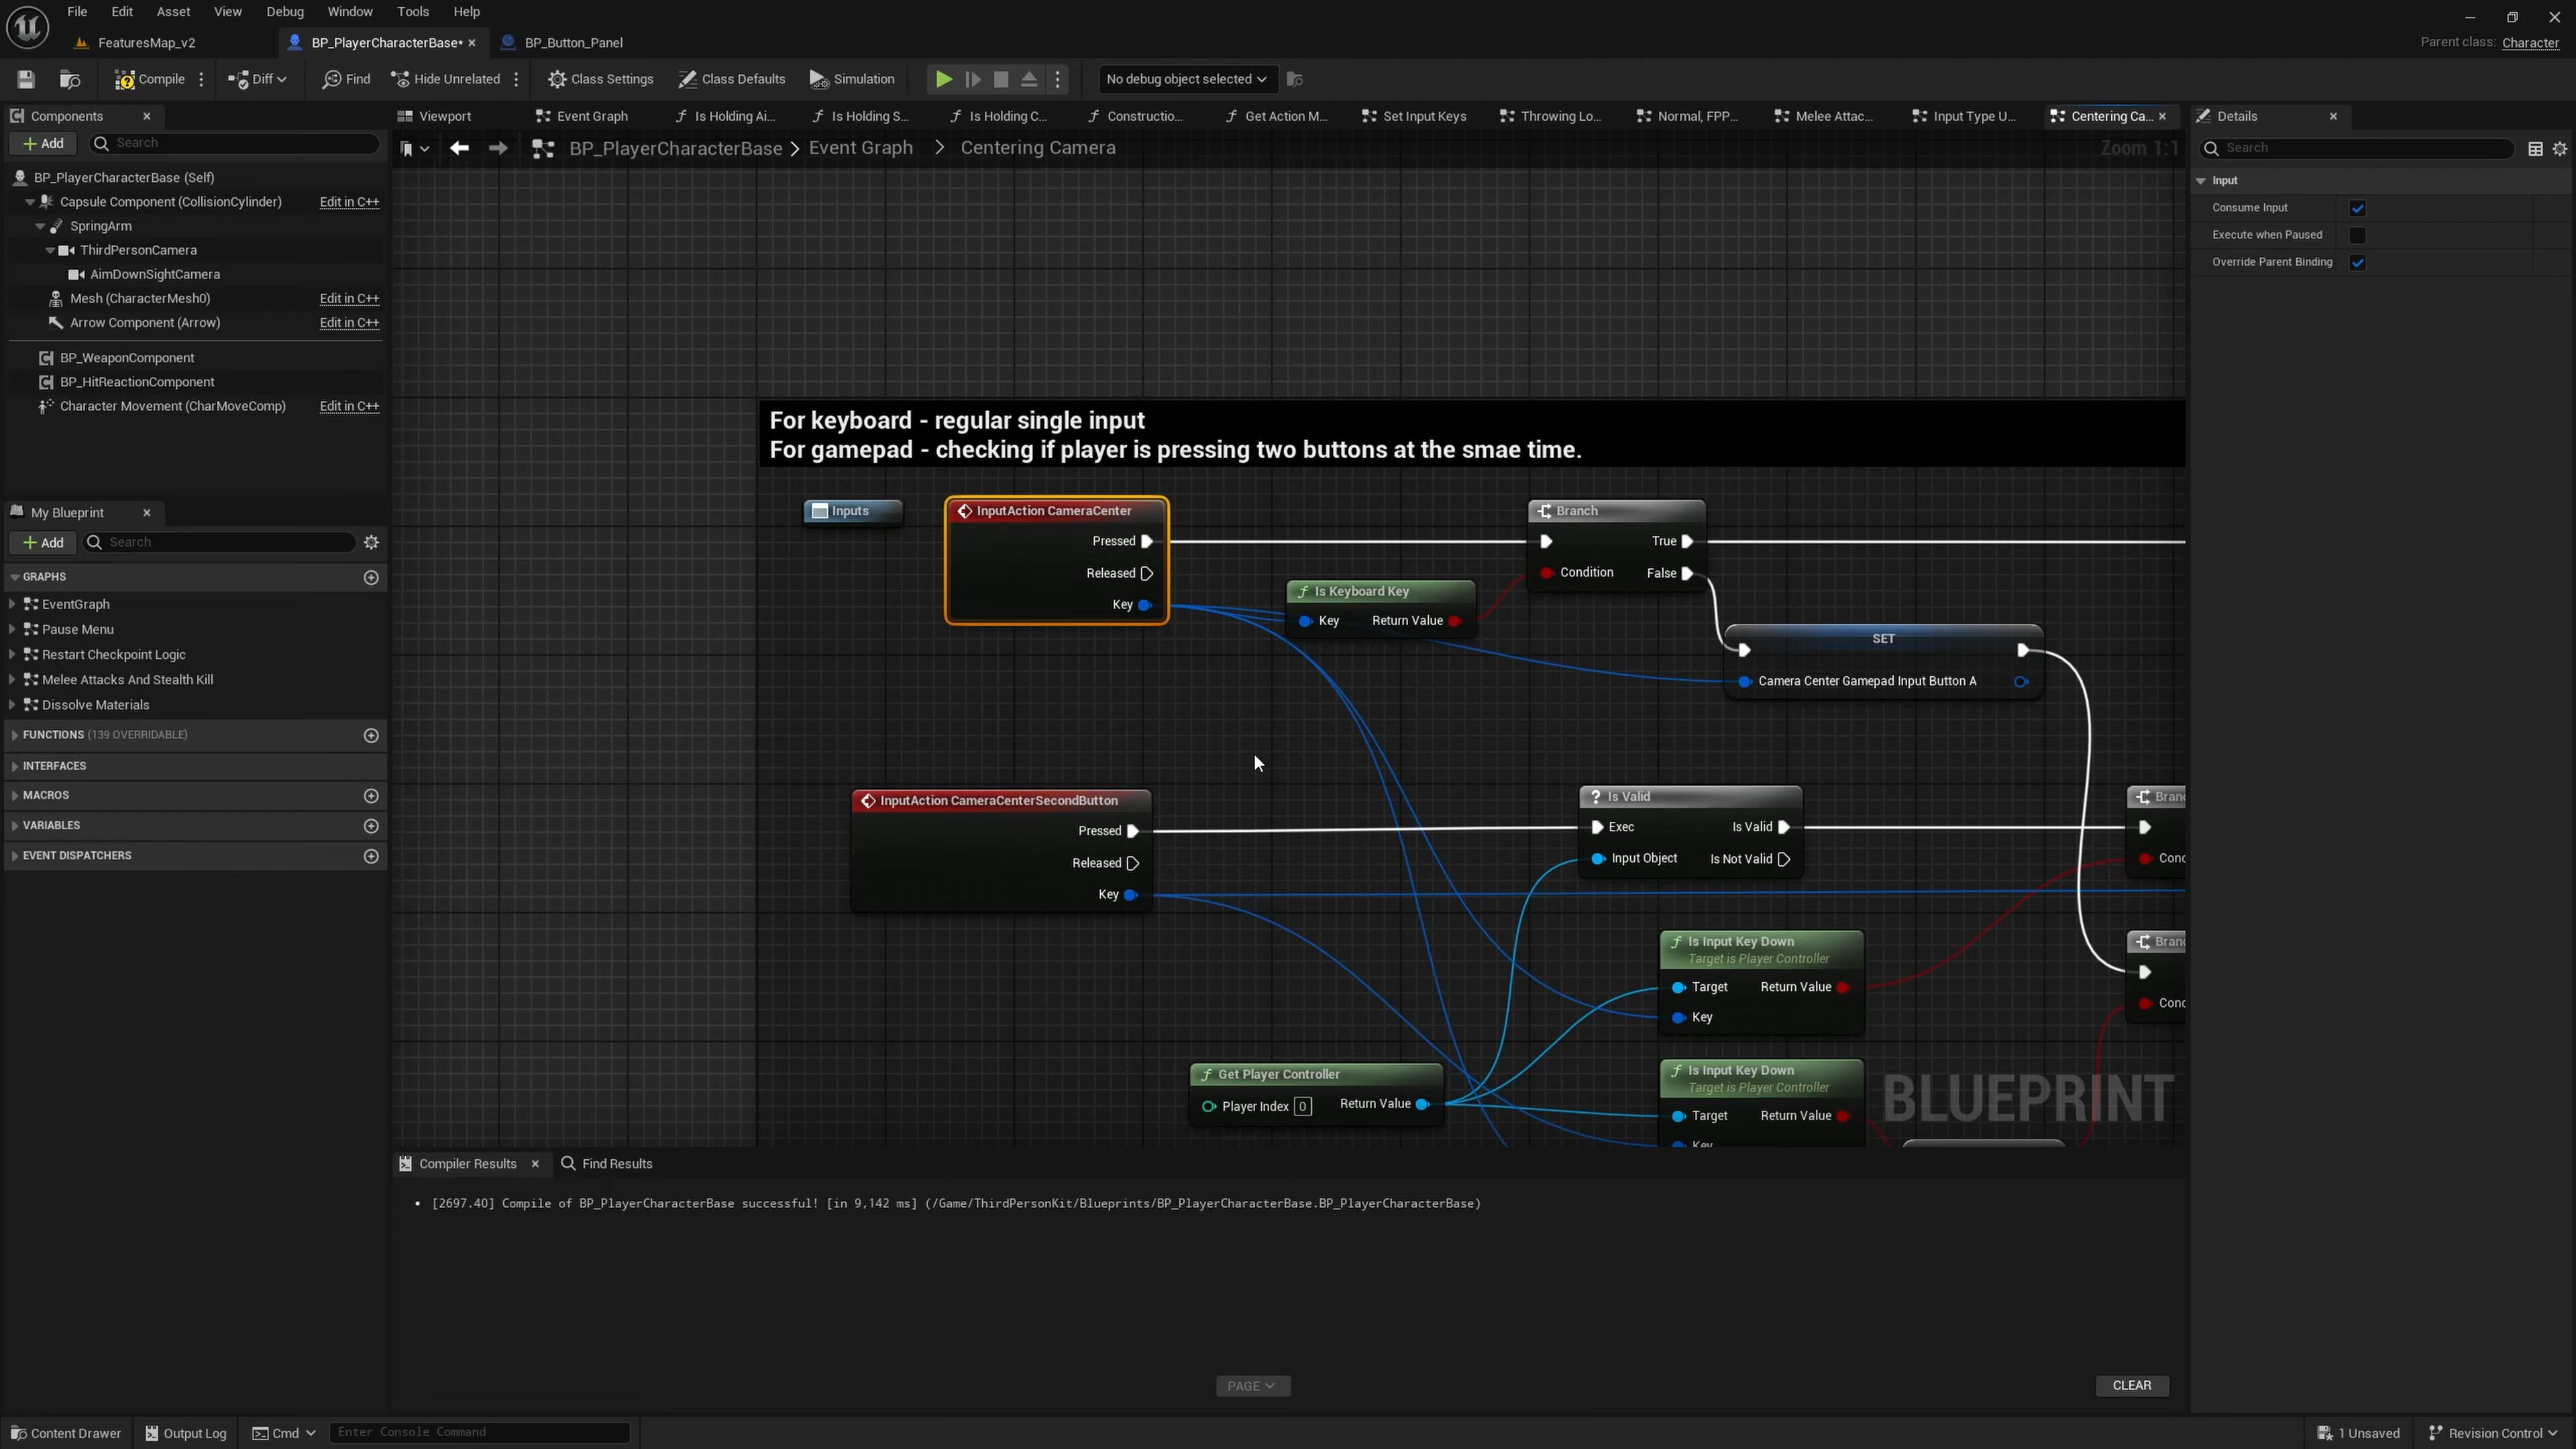 File Edit Asset View Debug Window Tools Help
FeaturesMap_v2 BP_PlayerCharacterBase* BP_Button_Panel
Parent class: Character
Compile Diff Find Hide Unrelated Class Settings Class Defaults Simulation No debug object selected
Components
Add Search
BP_PlayerCharacterBase (Self)
Capsule Component (CollisionCylinder) Edit in C++
SpringArm
ThirdPersonCamera
AimDownSightCamera
Mesh (CharacterMesh0) Edit in C++
Arrow Component (Arrow) Edit in C++
BP_WeaponComponent
BP_HitReactionComponent
Character Movement (CharMoveComp) Edit in C++
My Blueprint
Add Search
GRAPHS
EventGraph
Pause Menu
Restart Checkpoint Logic
Melee Attacks And Stealth Kill
Dissolve Materials
FUNCTIONS (139 OVERRIDABLE)
INTERFACES
MACROS
VARIABLES
EVENT DISPATCHERS
Viewport Event Graph Is Holding Ai... Is Holding S... Is Holding C... Constructio... Get Action M... Set Input Keys Throwing Lo... Normal, FPP... Melee Attac... Input Type U... Centering Ca...
BP_PlayerCharacterBase > Event Graph > Centering Camera
Zoom 1:1
For keyboard - regular single input
For gamepad - checking if player is pressing two buttons at the smae time.
Inputs
InputAction CameraCenter
Pressed
Released
Key
Is Keyboard Key
Key Return Value
Branch
True
Condition False
SET
Camera Center Gamepad Input Button A
InputAction CameraCenterSecondButton
Pressed
Released
Key
Is Valid
Exec Is Valid
Input Object Is Not Valid
Branc
Conc
Is Input Key Down
Target is Player Controller
Target Return Value
Key
Branc
Conc
Get Player Controller
Player Index 0 Return Value
Is Input Key Down
Target is Player Controller
Target Return Value
Key
BLUEPRINT
Compiler Results Find Results
[2697.40] Compile of BP_PlayerCharacterBase successful! [in 9,142 ms] (/Game/ThirdPersonKit/Blueprints/BP_PlayerCharacterBase.BP_PlayerCharacterBase)
PAGE
CLEAR
Details
Search
Input
Consume Input
Execute when Paused
Override Parent Binding
Content Drawer Output Log Cmd Enter Console Command 1 Unsaved Revision Control